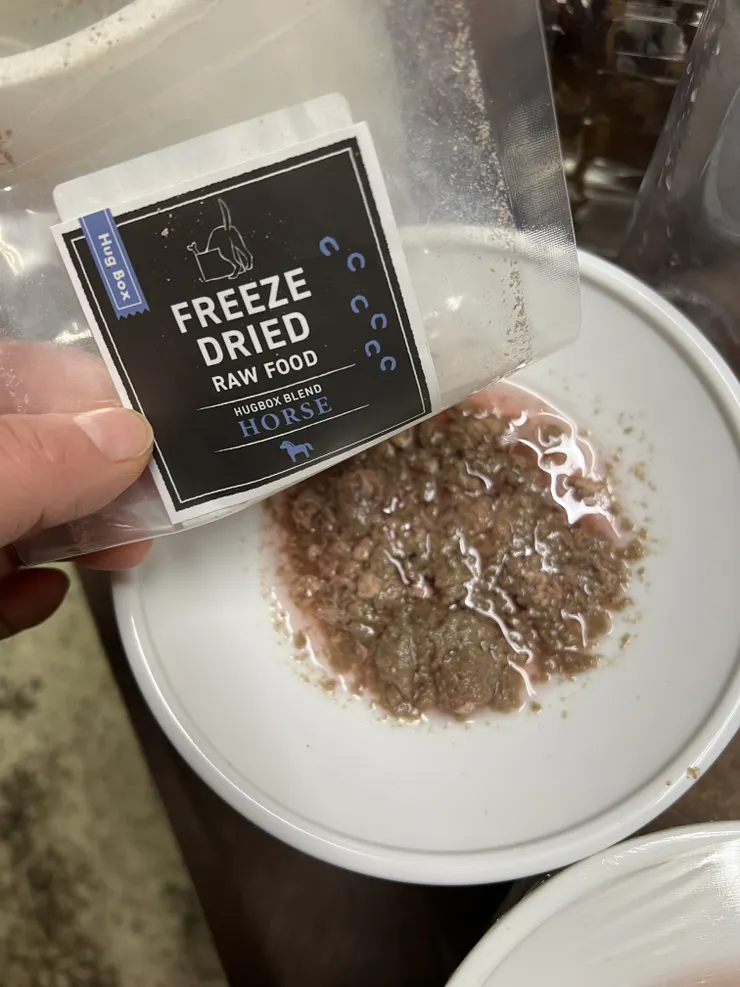 Hug Box
FREEZE
DRIED
RAW FOOD
HUGBOX BLEND
HORSE